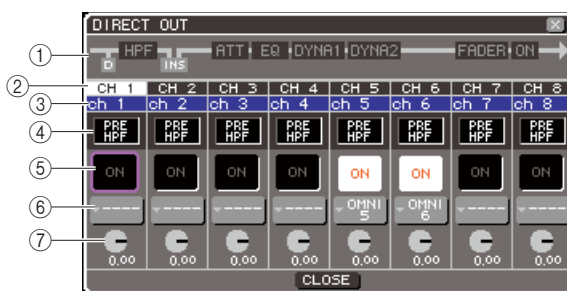 DIRECT OUT
① HPF ATT EQ DYNA1 DYNA2 FADER ON
D INS
② CH 1 CH 2 CH 3 CH 4 CH 5 CH 6 CH 7 CH 8
③ ch 1 ch 2 ch 3 ch 4 ch 5 ch 6 ch 7 ch 8
④ PRE PRE PRE PRE PRE PRE PRE PRE
HPF HPF HPF HPF HPF HPF HPF HPF
⑤ ON ON ON ON ON ON ON ON
⑥ ---- ---- ---- ---- OMNI OMNI ---- ----
5 6
⑦ 0.00 0.00 0.00 0.00 0.00 0.00 0.00 0.00
CLOSE